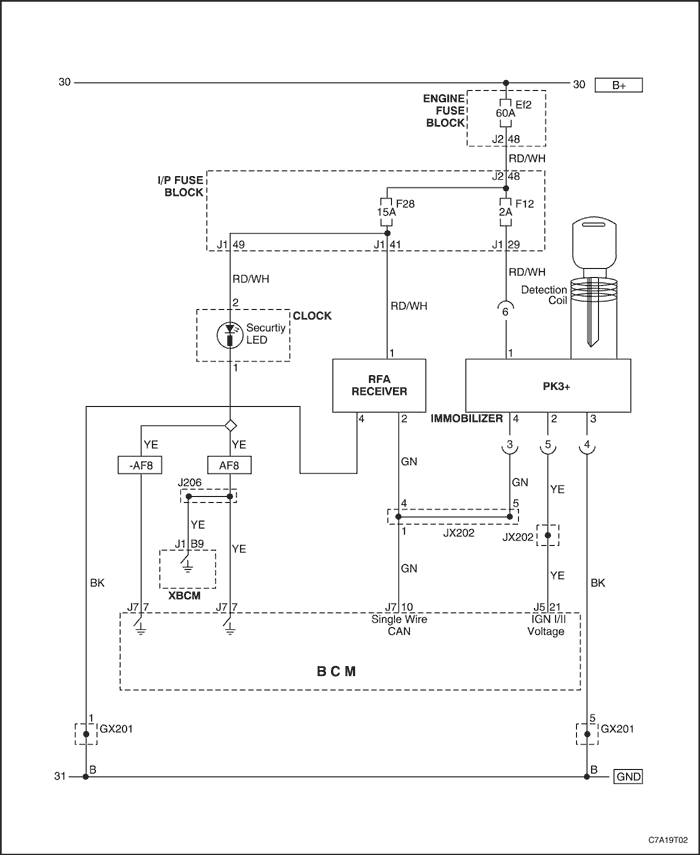 30
30 B+
ENGINE
FUSE
BLOCK
Ef2
60A
J2 48
RD/WH
J2 48
I/P FUSE
BLOCK
F28
15A
F12
2A
J1 49
J1 41
J1 29
RD/WH
RD/WH
RD/WH
Detection
Coil
2
CLOCK
Securtiy
LED
1
6
1
1
RFA
RECEIVER
PK3+
4
2
IMMOBILIZER
4
2
3
3
5
4
YE
YE
-AF8
AF8
GN
GN
YE
J206
YE
YE
J1 B9
XBCM
4
5
1
JX202
JX202
BK
GN
YE
BK
J7 7
J7 7
J7 10
J5 21
Single Wire
CAN
IGN I/II
Voltage
BCM
1
GX201
5
GX201
31
B
B
GND
C7A19T02